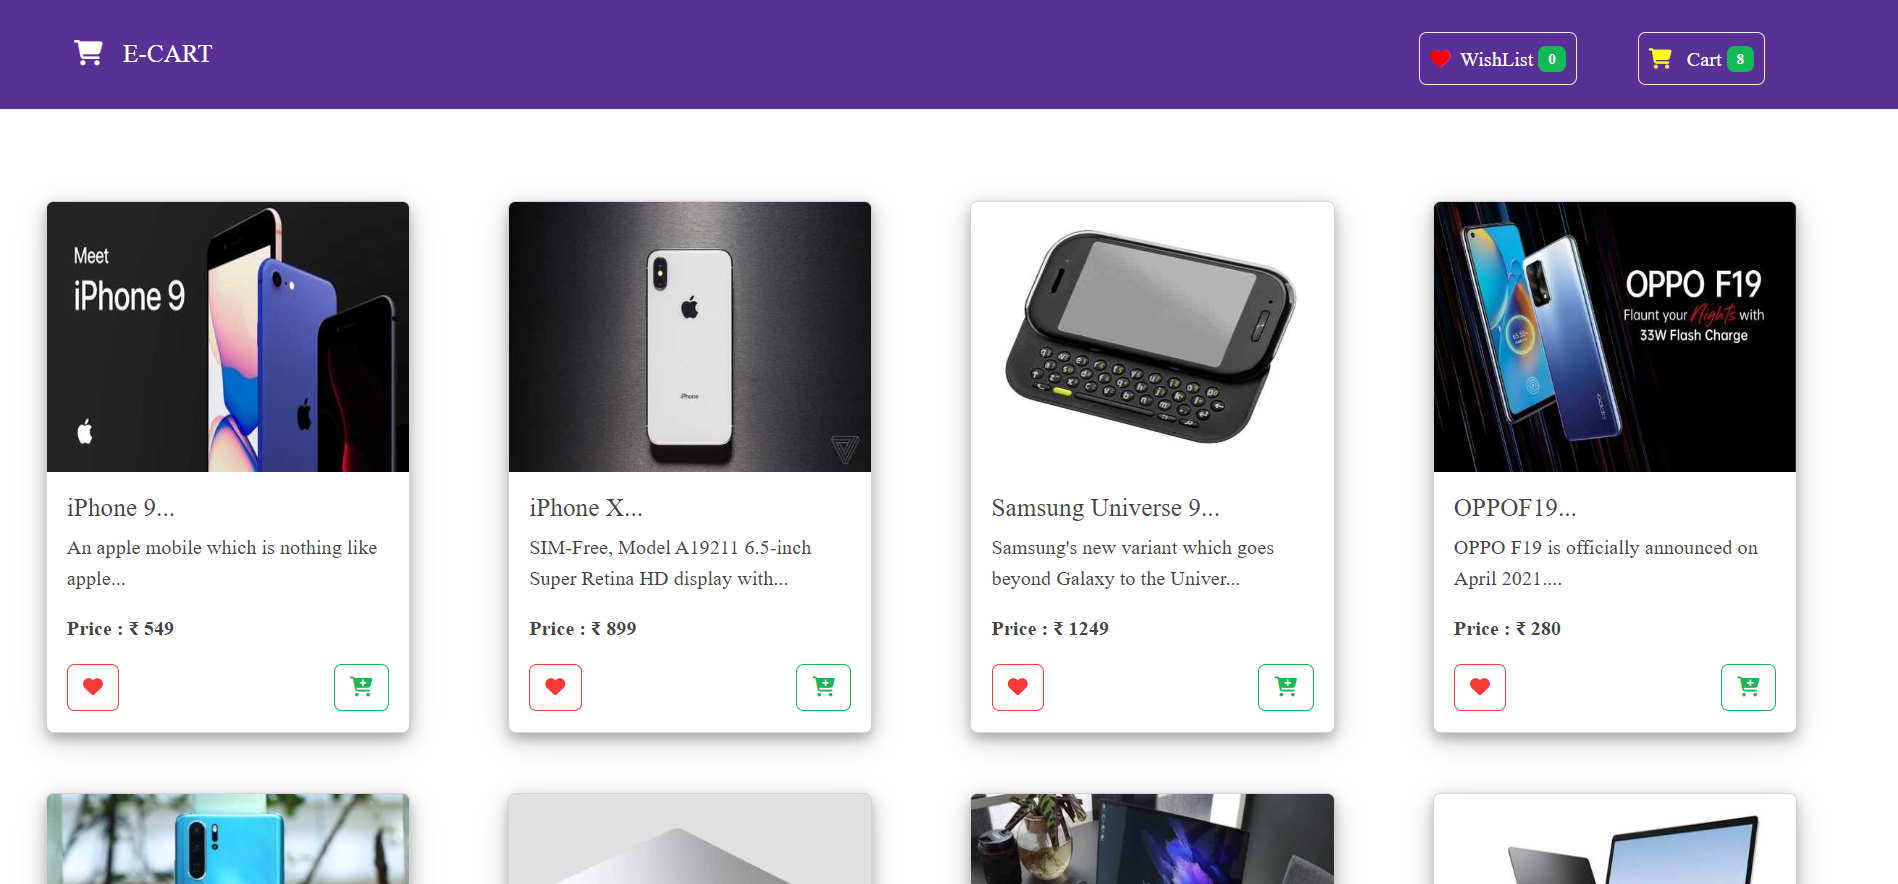 E-CART
WishList 0
Cart 8
Meet
iPhone 9
iPhone
OPPO F19
Flaunt your Nights with
33W Flash Charge
oppo
iPhone 9...
An apple mobile which is nothing like
apple...
Price : ₹ 549
iPhone X...
SIM-Free, Model A19211 6.5-inch
Super Retina HD display with...
Price : ₹ 899
Samsung Universe 9...
Samsung's new variant which goes
beyond Galaxy to the Univer...
Price : ₹ 1249
OPPOF19...
OPPO F19 is officially announced on
April 2021....
Price : ₹ 280